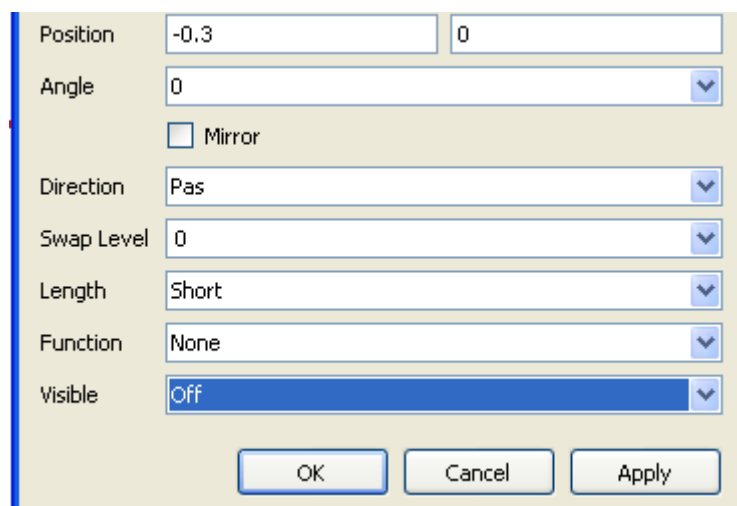 Position -0.3 0
Angle 0
Mirror
Direction Pas
Swap Level 0
Length Short
Function None
Visible Off
OK Cancel Apply